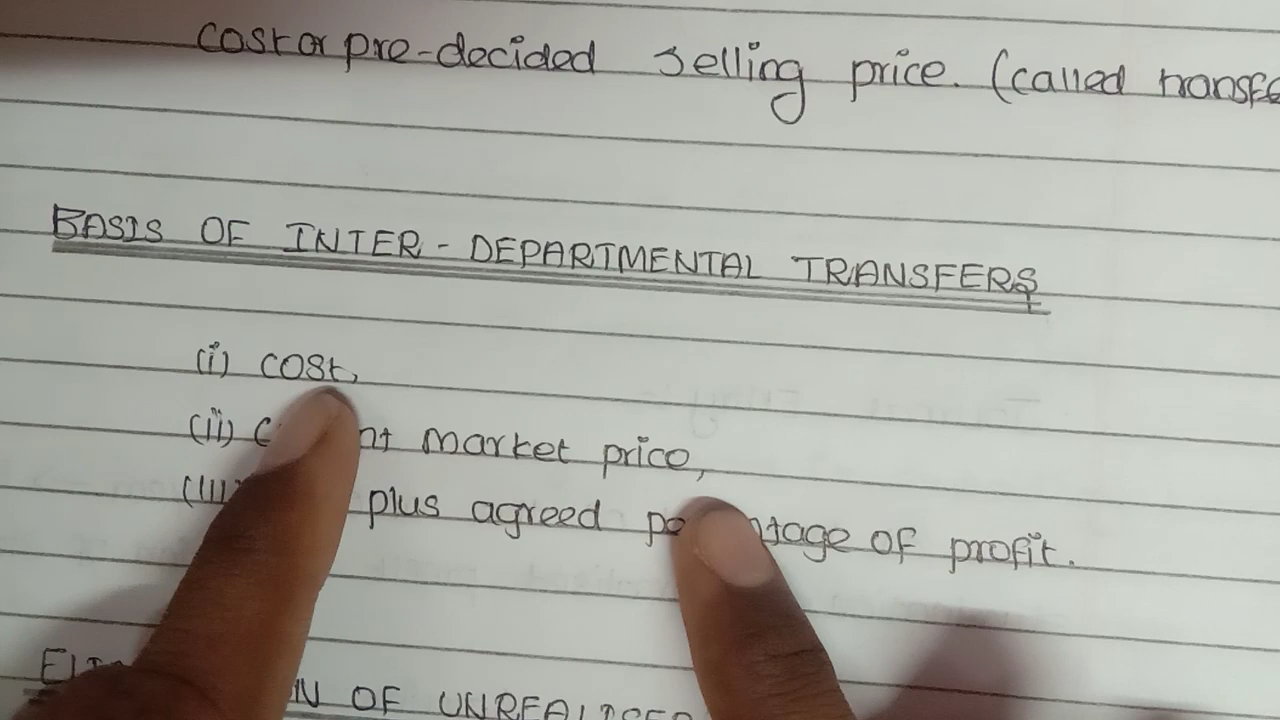 cost or pre-decided selling price. (called
BASIS OF INTER-DEPARTMENTAL TRANSFERS
(i) cost,
(ii) market price,
plus agreed of profit.
OF